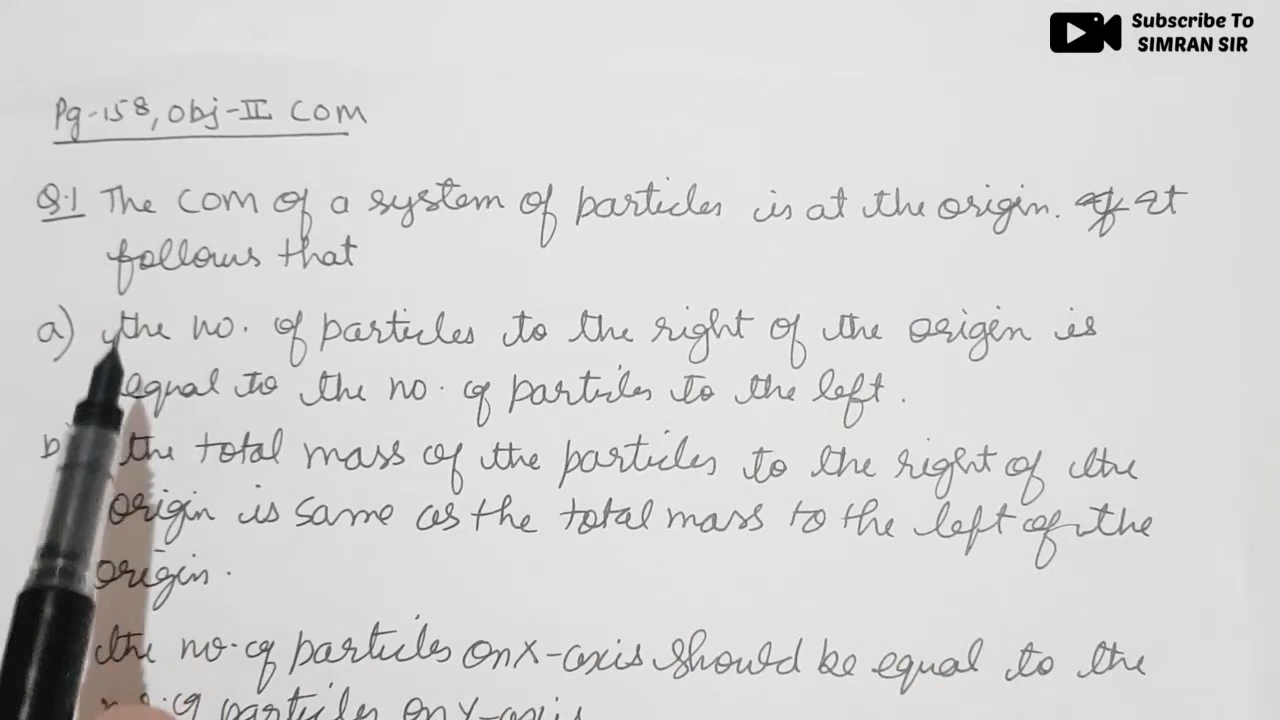 Subscribe To
SIMRAN SIR
Pg-158, Obj-II COM
Q.1 The COM of a system of particles is at the origin. It
follows that
a) the no. of particles to the right of the origin is
equal to the no. of particles to the left.
b) the total mass of the particles to the right of the
origin is same as the total mass to the left of the
origin.
the no. of particles on X-axis should be equal to the
particles on Y-axis